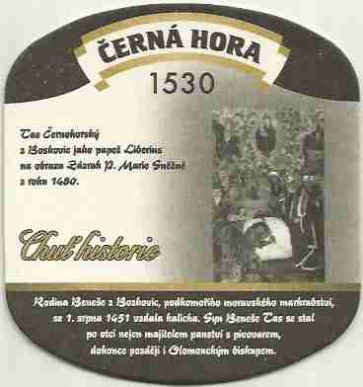 ČERNÁ HORA
1530
Tas Černohorský
z Boskovic jako papež Liberius
na obraze Zázrak P. Marie Sněžné
z roku 1480.
Chuť historie
Rodina Beneše z Boskovic, podkomořího moravského markrabství,
se 1. srpna 1451 vzdala kalicha. Syn Beneše Tas se stal
po otci nejen majitelem panství s pivovarem,
dokonce později i Olomouckým biskupem.